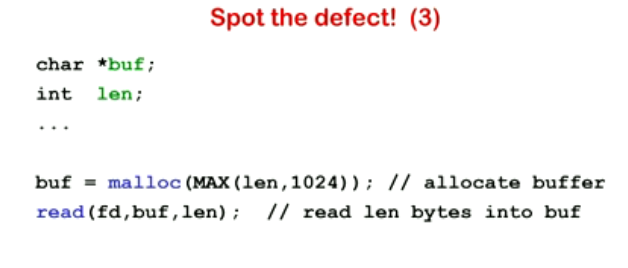 Spot the defect! (3)
char *buf;
int len;
...
buf = malloc(MAX(len,1024)); // allocate buffer
read(fd,buf,len); // read len bytes into buf